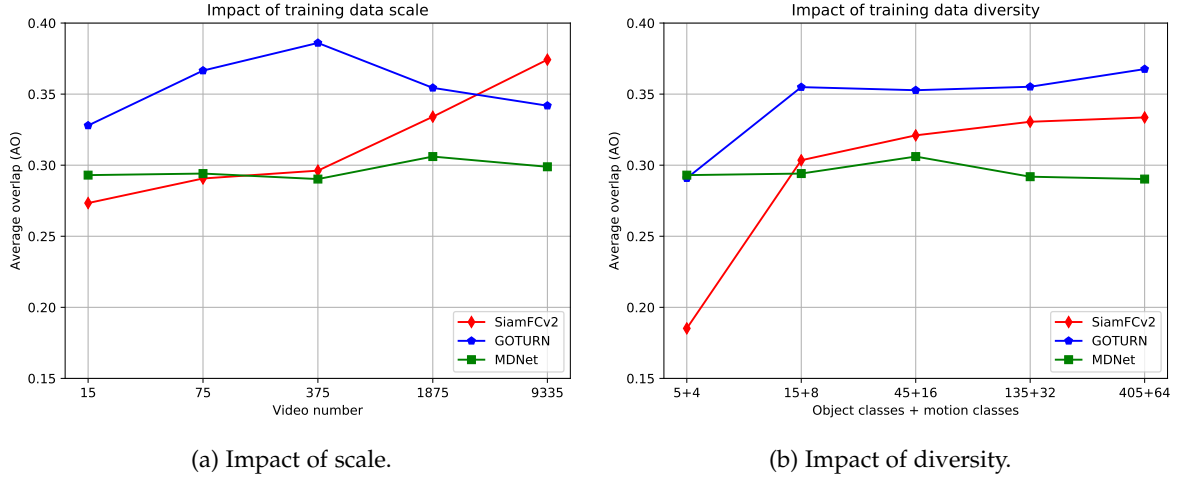 Impact of training data scale
0.40
0.35
0.30
0.25
0.20
0.15
Average overlap (AO)
SiamFCv2
GOTURN
MDNet
15 75 375 1875 9335
Video number
(a) Impact of scale.
Impact of training data diversity
0.40
0.35
0.30
0.25
0.20
0.15
Average overlap (AO)
SiamFCv2
GOTURN
MDNet
5+4 15+8 45+16 135+32 405+64
Object classes + motion classes
(b) Impact of diversity.